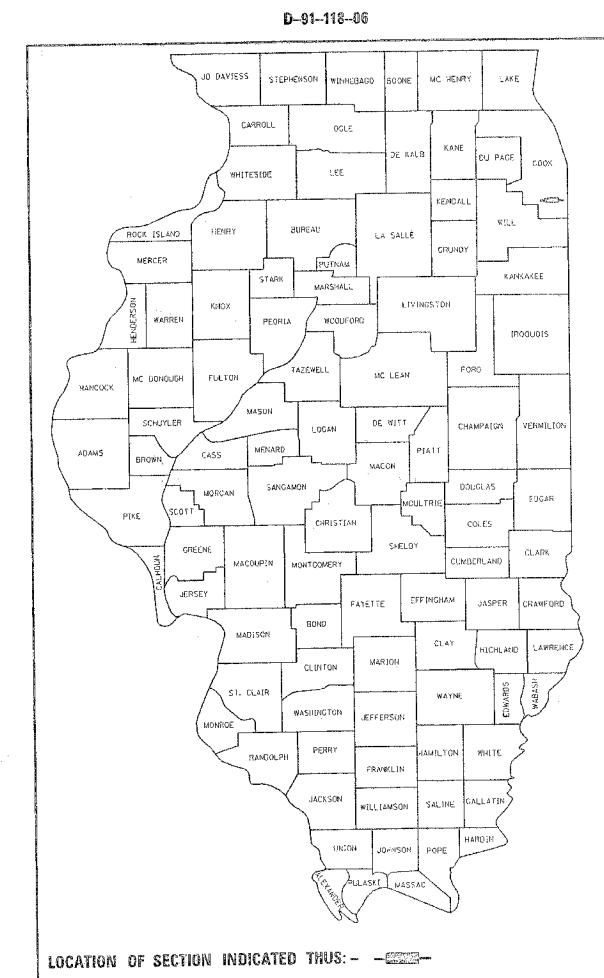 D-91-118-06
JO DAVIESS STEPHENSON WINNEBAGO BOONE MC HENRY LAKE
CARROLL OGLE
DE KALB KANE DU PAGE COOK
WHITESIDE LEE
KENDALL
WILL
ROCK ISLAND HENRY BUREAU LA SALLE
GRUNDY
MERCER PUTNAM
KANKAKEE
STARK MARSHALL
HENDERSON WARREN KNOX PEORIA WOODFORD LIVINGSTON
IROQUOIS
HANCOCK MC DONOUGH FULTON TAZEWELL MC LEAN FORD
MASON
SCHUYLER LOGAN DE WITT CHAMPAIGN VERMILION
ADAMS BROWN CASS MENARD PIATT
MACON
MORGAN SANGAMON DOUGLAS
PIKE SCOTT MOULTRIE EDGAR
CHRISTIAN COLES
GREENE SHELBY
CALHOUN MACOUPIN MONTGOMERY CUMBERLAND CLARK
JERSEY FAYETTE EFFINGHAM JASPER CRAWFORD
MADISON BOND
CLAY HIGHLAND LAWRENCE
CLINTON MARION
ST. CLAIR WAYNE EDWARDS WABASH
WASHINGTON JEFFERSON
MONROE
RANDOLPH PERRY HAMILTON WHITE
FRANKLIN
JACKSON WILLIAMSON SALINE GALLATIN
UNION JOHNSON POPE HARDIN
ALEXANDER PULASKI MASSAC
LOCATION OF SECTION INDICATED THUS: -